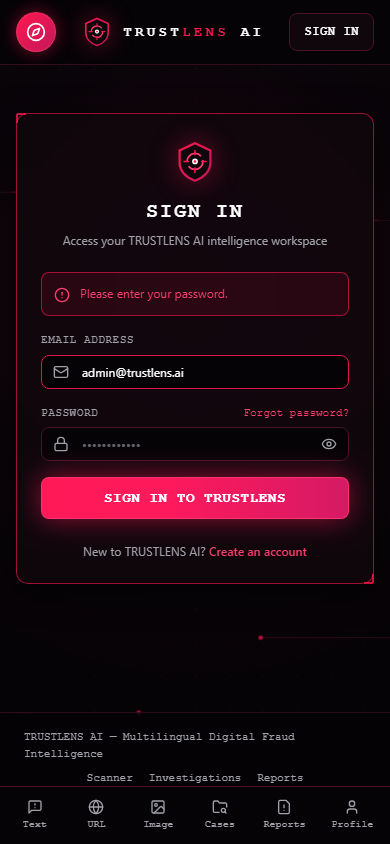 TRUSTLENS AI
SIGN IN
SIGN IN
Access your TRUSTLENS AI intelligence workspace
Please enter your password.
EMAIL ADDRESS
admin@trustlens.ai
PASSWORD
Forgot password?
••••••••••••
SIGN IN TO TRUSTLENS
New to TRUSTLENS AI? Create an account
TRUSTLENS AI — Multilingual Digital Fraud
Intelligence
Scanner Investigations Reports
Text URL Image Cases Reports Profile